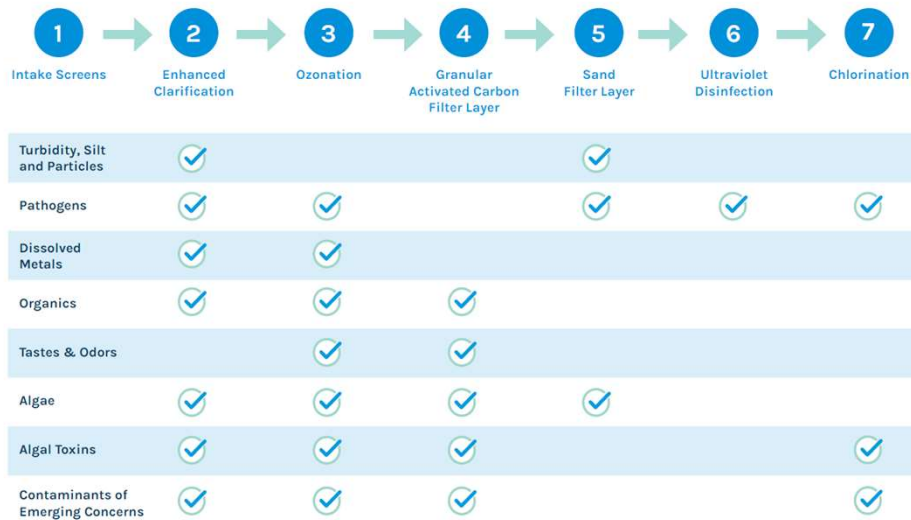 1
2
3
4
5
6
7
Intake Screens
Enhanced
Clarification
Ozonation
Granular
Activated Carbon
Filter Layer
Sand
Filter Layer
Ultraviolet
Disinfection
Chlorination
Turbidity, Silt
and Particles
Pathogens
Dissolved
Metals
Organics
Tastes & Odors
Algae
Algal Toxins
Contaminants of
Emerging Concerns